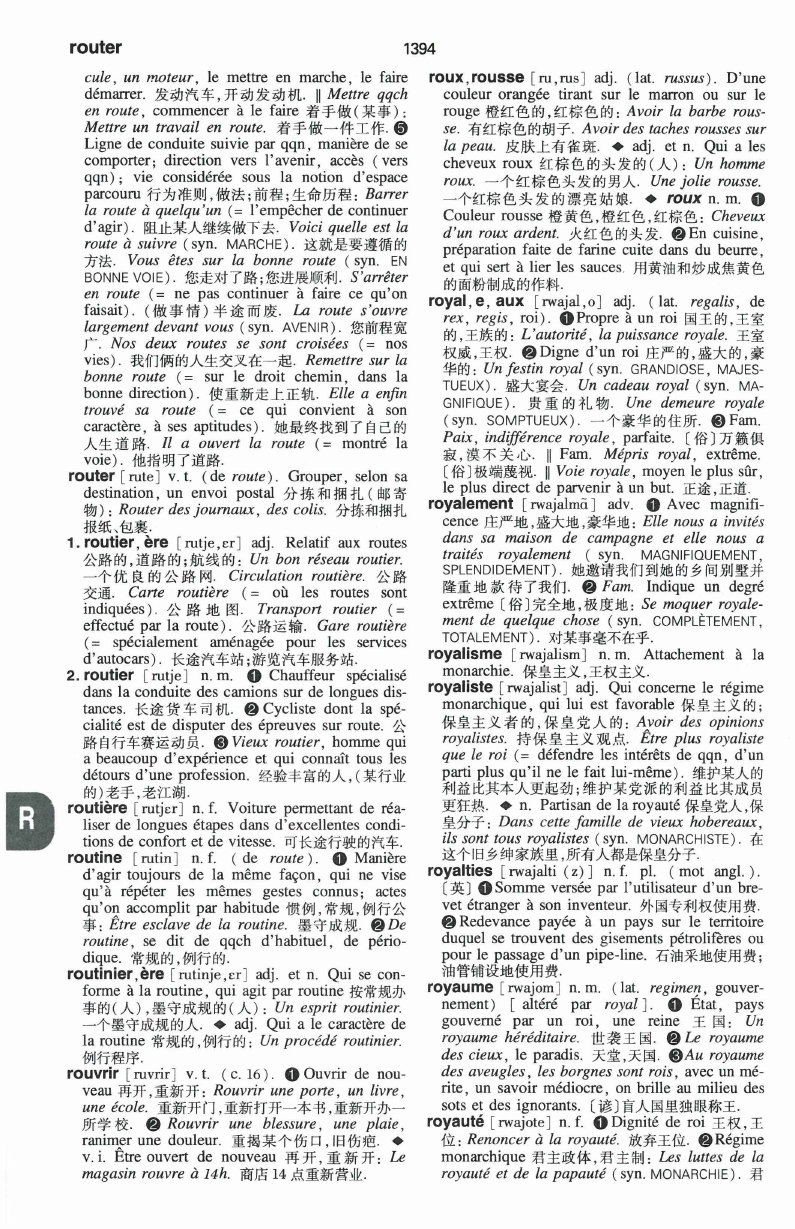 router
1394
cule, un moteur, le mettre en marche, le faire
démarrer. 发动汽车,开动发动机. ‖ Mettre qqch
en route, commencer à le faire 着手做(某事):
Mettre un travail en route. 着手做一件工作. ❺
Ligne de conduite suivie par qqn, manière de se
comporter; direction vers l'avenir, accès (vers
qqn); vie considérée sous la notion d'espace
parcouru 行为准则,做法;前程;生命历程: Barrer
la route à quelqu'un (= l'empêcher de continuer
d'agir). 阻止某人继续做下去. Voici quelle est la
route à suivre (syn. MARCHE). 这就是要遵循的
方法. Vous êtes sur la bonne route (syn. EN
BONNE VOIE). 您走对了路;您进展顺利. S'arrêter
en route (= ne pas continuer à faire ce qu'on
faisait). (做事情)半途而废. La route s'ouvre
largement devant vous (syn. AVENIR). 您前程宽
广. Nos deux routes se sont croisées (= nos
vies). 我们俩的人生交叉在一起. Remettre sur la
bonne route (= sur le droit chemin, dans la
bonne direction). 使重新走上正轨. Elle a enfin
trouvé sa route (= ce qui convient à son
caractère, à ses aptitudes). 她最终找到了自己的
人生道路. Il a ouvert la route (= montré la
voie). 他指明了道路.
router [rute] v. t. (de route). Grouper, selon sa
destination, un envoi postal 分拣和捆扎(邮寄
物): Router des journaux, des colis. 分拣和捆扎
报纸、包裹.
1. routier, ère [rutje,ɛr] adj. Relatif aux routes
公路的,道路的;航线的: Un bon réseau routier.
一个优良的公路网. Circulation routière. 公路
交通. Carte routière (= où les routes sont
indiquées). 公路地图. Transport routier (=
effectué par la route). 公路运输. Gare routière
(= spécialement aménagée pour les services
d'autocars). 长途汽车站;游览汽车服务站.
2. routier [rutje] n. m. ❶ Chauffeur spécialisé
dans la conduite des camions sur de longues dis-
tances. 长途货车司机. ❷ Cycliste dont la spé-
cialité est de disputer des épreuves sur route. 公
路自行车赛运动员. ❸ Vieux routier, homme qui
a beaucoup d'expérience et qui connaît tous les
détours d'une profession. 经验丰富的人,(某行业
的)老手,老江湖.
routière [rutjɛr] n. f. Voiture permettant de réa-
liser de longues étapes dans d'excellentes condi-
tions de confort et de vitesse. 可长途行驶的汽车.
routine [rutin] n. f. (de route). ❶ Manière
d'agir toujours de la même façon, qui ne vise
qu'à répéter les mêmes gestes connus; actes
qu'on accomplit par habitude 惯例,常规,例行公
事: Être esclave de la routine. 墨守成规. ❷ De
routine, se dit de qqch d'habituel, de pério-
dique. 常规的,例行的.
routinier, ère [rutinje,ɛr] adj. et n. Qui se con-
forme à la routine, qui agit par routine 按常规办
事的(人),墨守成规的(人): Un esprit routinier.
一个墨守成规的人. ◆ adj. Qui a le caractère de
la routine 常规的,例行的: Un procédé routinier.
例行程序.
rouvrir [ruvrir] v. t. (c. 16). ❶ Ouvrir de nou-
veau 再开,重新开: Rouvrir une porte, un livre,
une école. 重新开门,重新打开一本书,重新开办一
所学校. ❷ Rouvrir une blessure, une plaie,
ranimer une douleur. 重揭某个伤口,旧伤疤. ◆
v. i. Être ouvert de nouveau 再开,重新开: Le
magasin rouvre à 14h. 商店14点重新营业.
R
roux, rousse [ru,rus] adj. (lat. russus). D'une
couleur orangée tirant sur le marron ou sur le
rouge 橙红色的,红棕色的: Avoir la barbe rous-
se. 有红棕色的胡子. Avoir des taches rousses sur
la peau. 皮肤上有雀斑. ◆ adj. et n. Qui a les
cheveux roux 红棕色的头发的(人): Un homme
roux. 一个红棕色头发的男人. Une jolie rousse.
一个红棕色头发的漂亮姑娘. ◆ roux n. m. ❶
Couleur rousse 橙黄色,橙红色,红棕色: Cheveux
d'un roux ardent. 火红色的头发. ❷ En cuisine,
préparation faite de farine cuite dans du beurre,
et qui sert à lier les sauces. 用黄油和炒成焦黄色
的面粉制成的作料.
royal, e, aux [rwajal,o] adj. (lat. regalis, de
rex, regis, roi). ❶ Propre à un roi 国王的,王室
的,王族的: L'autorité, la puissance royale. 王室
权威,王权. ❷ Digne d'un roi 庄严的,盛大的,豪
华的: Un festin royal (syn. GRANDIOSE, MAJES-
TUEUX). 盛大宴会. Un cadeau royal (syn. MA-
GNIFIQUE). 贵重的礼物. Une demeure royale
(syn. SOMPTUEUX). 一个豪华的住所. ❸ Fam.
Paix, indifférence royale, parfaite. 〔俗〕万籁俱
寂,漠不关心. ‖ Fam. Mépris royal, extrême.
〔俗〕极端蔑视. ‖ Voie royale, moyen le plus sûr,
le plus direct de parvenir à un but. 正途,正道.
royalement [rwajalmɑ̃] adv. ❶ Avec magnifi-
cence 庄严地,盛大地,豪华地: Elle nous a invités
dans sa maison de campagne et elle nous a
traités royalement (syn. MAGNIFIQUEMENT,
SPLENDIDEMENT). 她邀请我们到她的乡间别墅并
隆重地款待了我们. ❷ Fam. Indique un degré
extrême〔俗〕完全地,极度地: Se moquer royale-
ment de quelque chose (syn. COMPLÈTEMENT,
TOTALEMENT). 对某事毫不在乎.
royalisme [rwajalism] n. m. Attachement à la
monarchie. 保皇主义,王权主义.
royaliste [rwajalist] adj. Qui concerne le régime
monarchique, qui lui est favorable 保皇主义的;
保皇主义者的,保皇党人的: Avoir des opinions
royalistes. 持保皇主义观点. Être plus royaliste
que le roi (= défendre les intérêts de qqn, d'un
parti plus qu'il ne le fait lui-même). 维护某人的
利益比其本人更起劲;维护某党派的利益比其成员
更狂热. ◆ n. Partisan de la royauté 保皇党人,保
皇分子: Dans cette famille de vieux hobereaux,
ils sont tous royalistes (syn. MONARCHISTE). 在
这个旧乡绅家族里,所有人都是保皇分子.
royalties [rwajalti(z)] n. f. pl. (mot angl.).
〔英〕❶ Somme versée par l'utilisateur d'un bre-
vet étranger à son inventeur. 外国专利权使用费.
❷ Redevance payée à un pays sur le territoire
duquel se trouvent des gisements pétrolifères ou
pour le passage d'un pipe-line. 石油采地使用费;
油管铺设地使用费.
royaume [rwajom] n. m. (lat. regimen, gouver-
nement) [altéré par royal]. ❶ État, pays
gouverné par un roi, une reine 王国: Un
royaume héréditaire. 世袭王国. ❷ Le royaume
des cieux, le paradis. 天堂,天国. ❸ Au royaume
des aveugles, les borgnes sont rois, avec un mé-
rite, un savoir médiocre, on brille au milieu des
sots et des ignorants. 〔谚〕盲人国里独眼称王.
royauté [rwajote] n. f. ❶ Dignité de roi 王权,王
位: Renoncer à la royauté. 放弃王位. ❷ Régime
monarchique 君主政体,君主制: Les luttes de la
royauté et de la papauté (syn. MONARCHIE). 君